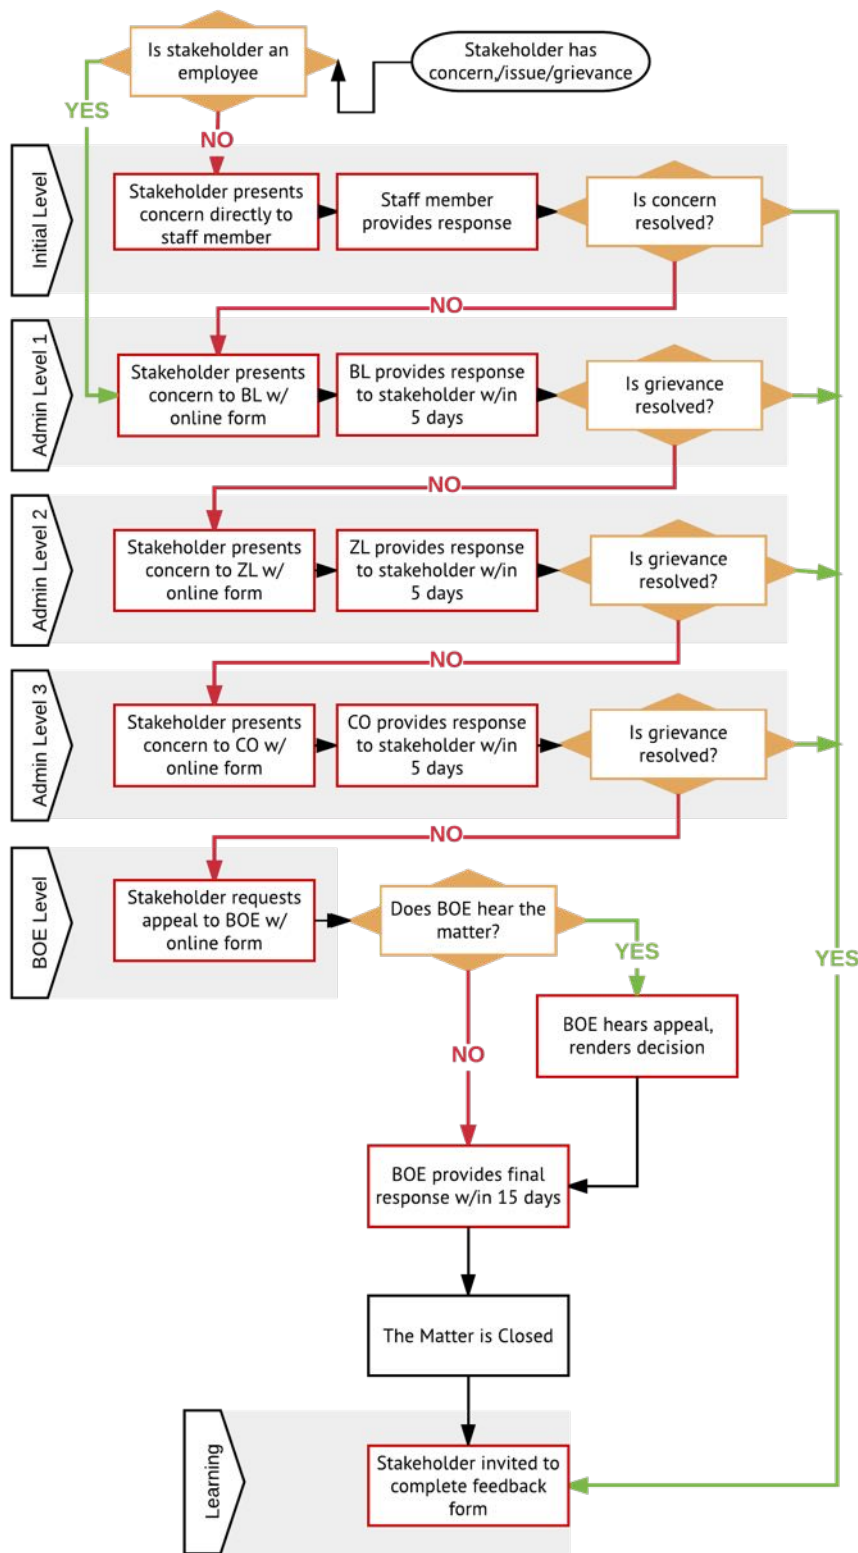 Is stakeholder an
employee
Stakeholder has
concern,/issue/grievance
YES
NO
Initial Level
Stakeholder presents
concern directly to
staff member
Staff member
provides response
Is concern
resolved?
NO
Admin Level 1
Stakeholder presents
concern to BL w/
online form
BL provides response
to stakeholder w/in
5 days
Is grievance
resolved?
NO
Admin Level 2
Stakeholder presents
concern to ZL w/
online form
ZL provides response
to stakeholder w/in
5 days
Is grievance
resolved?
NO
Admin Level 3
Stakeholder presents
concern to CO w/
online form
CO provides response
to stakeholder w/in
5 days
Is grievance
resolved?
NO
BOE Level
Stakeholder requests
appeal to BOE w/
online form
Does BOE hear the
matter?
YES
YES
BOE hears appeal,
renders decision
NO
BOE provides final
response w/in 15 days
The Matter is Closed
Learning
Stakeholder invited to
complete feedback
form